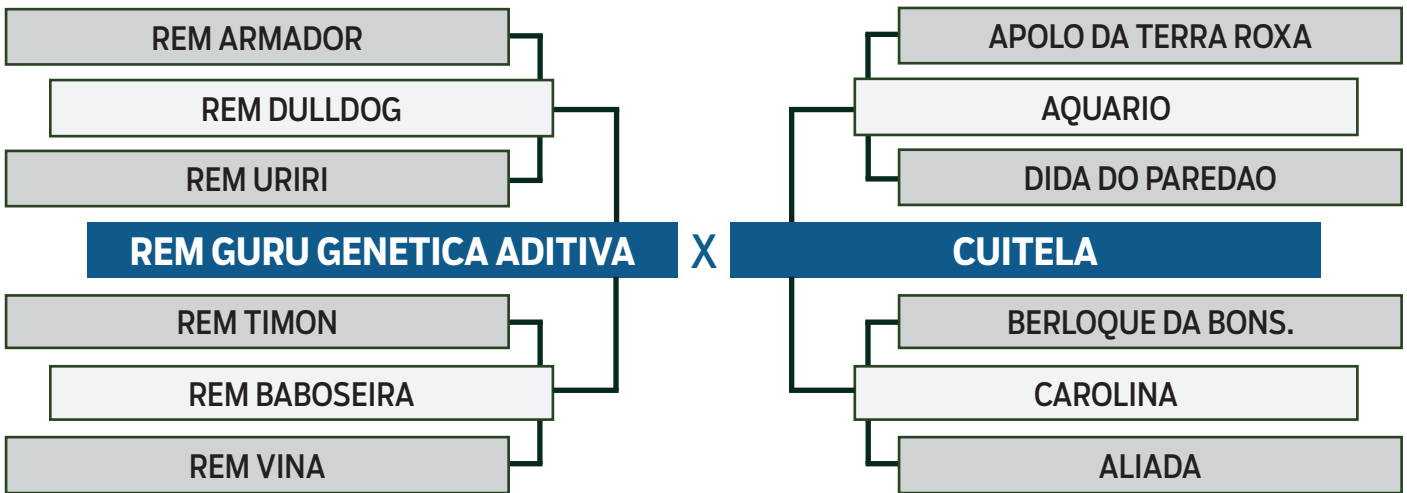 REM ARMADOR
REM DULLDOG
REM URIRI
REM GURU GENETICA ADITIVA X CUITELA
REM TIMON
REM BABOSEIRA
REM VINA
APOLO DA TERRA ROXA
AQUARIO
DIDA DO PAREDAO
BERLOQUE DA BONS.
CAROLINA
ALIADA